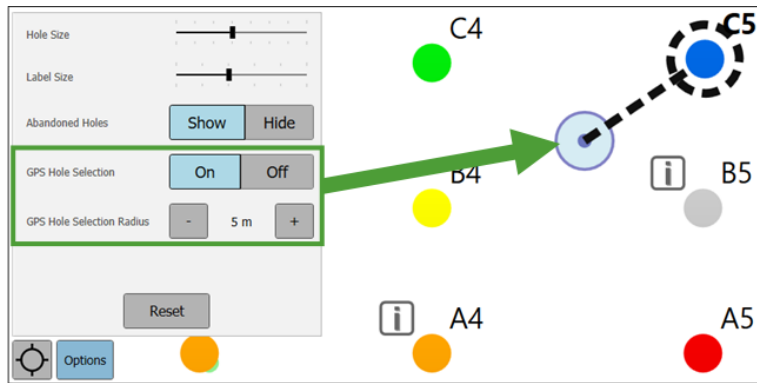 Hole Size
Label Size
Abandoned Holes Show Hide
GPS Hole Selection On Off
GPS Hole Selection Radius - 5 m +
Reset
Options
C4
C5
B4
i B5
i A4
A5